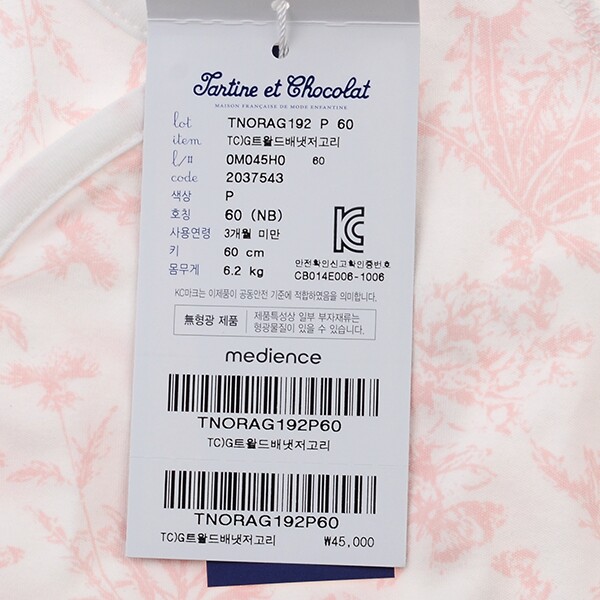 Tartine et Chocolat
MAISON FRANÇAISE DE MODE ENFANTINE
lot TNORAG192 P 60
item TC)G트왈드배냇저고리
l/# 0M045H0 60
code 2037543
색상 P
호칭 60 (NB)
사용연령 3개월 미만
키 60 cm
몸무게 6.2 kg
안전확인신고확인증번호
CB014E006-1006
KC마크는 이제품이 공통안전 기준에 적합하였음을 의미합니다.
無형광 제품
제품특성상 일부 부자재류는
형광물질이 있을 수 있습니다.
medience
TNORAG192P60
TC)G트왈드배냇저고리
TNORAG192P60
TC)G트왈드배냇저고리 ₩45,000